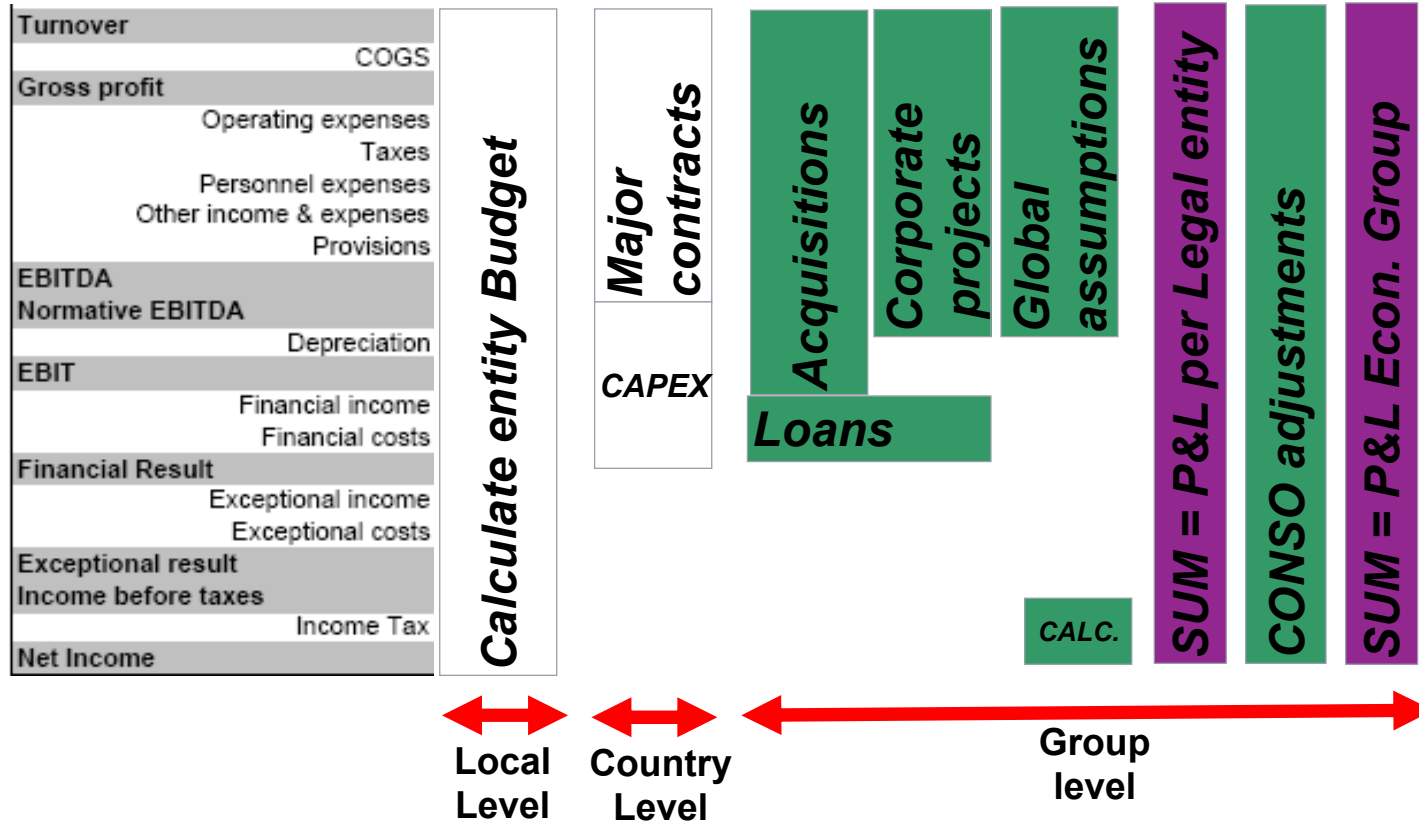 Turnover
COGS
Gross profit
Operating expenses
Taxes
Personnel expenses
Other income & expenses
Provisions
EBITDA
Normative EBITDA
Depreciation
EBIT
Financial income
Financial costs
Financial Result
Exceptional income
Exceptional costs
Exceptional result
Income before taxes
Income Tax
Net Income
Calculate entity Budget
Major
contracts
CAPEX
Acquisitions
Corporate
projects
Global
assumptions
Loans
CALC.
SUM = P&L per Legal entity
CONSO adjustments
SUM = P&L Econ. Group
Local
Level
Country
Level
Group
level